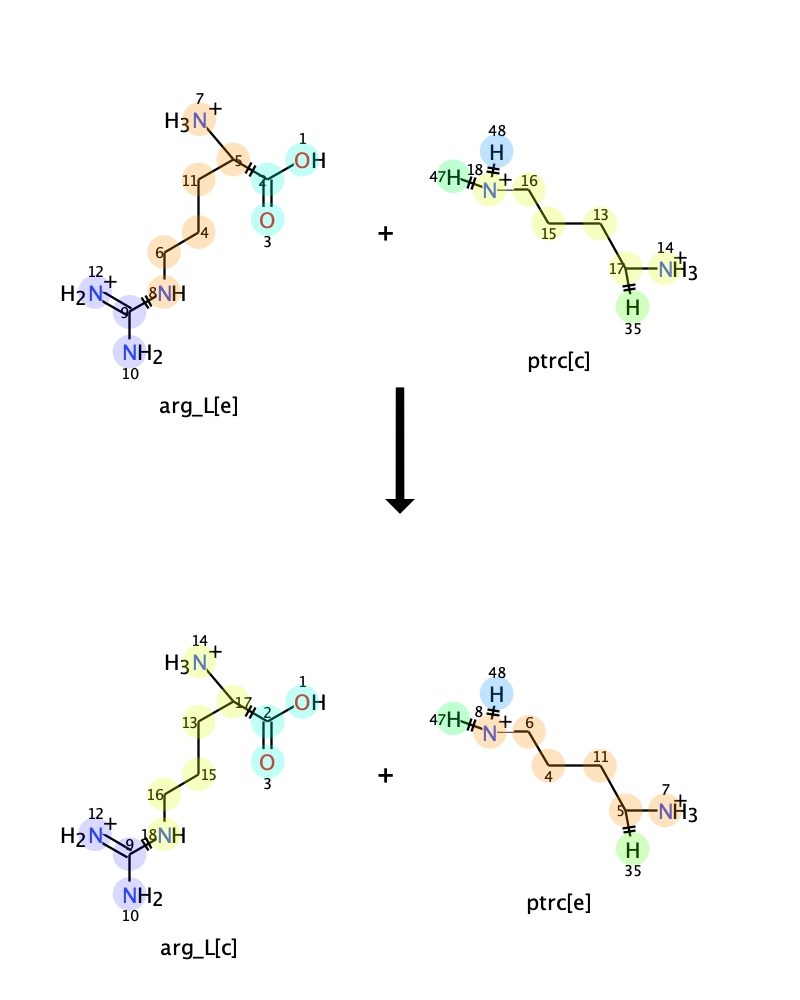 7
H₃N⁺
1
5 OH
11 2
4 O
3
6
12
H₂N⁺ 8 NH
9
NH₂
10
arg_L[e]
+
48
H
47 H 18 N⁺ 16
15 13
14
17 NH₃⁺
H
35
ptrc[c]
14
H₃N⁺
1
17 OH
13 2
15 O
3
16
12
H₂N⁺ 18 NH
9
NH₂
10
arg_L[c]
+
48
H
47 H 8 N⁺ 6
4 11
7
5 NH₃⁺
H
35
ptrc[e]